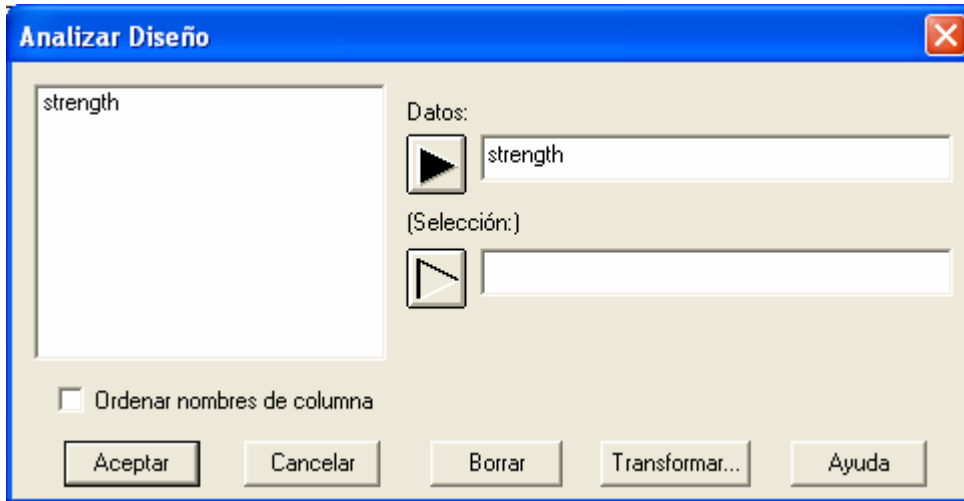 Analizar Diseño
strength
Datos:
strength
(Selección:)
Ordenar nombres de columna
Aceptar
Cancelar
Borrar
Transformar...
Ayuda